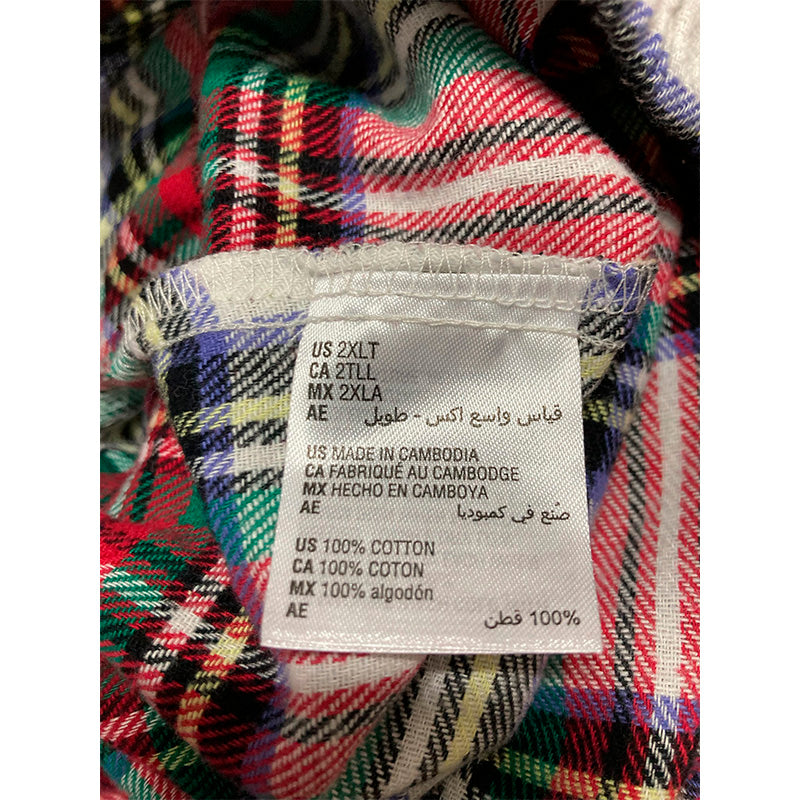 US 2XLT
CA 2TLL
MX 2XLA
AE قياس واسع اكس - طويل
US MADE IN CAMBODIA
CA FABRIQUÉ AU CAMBODGE
MX HECHO EN CAMBOYA
AE صُنع في كمبوديا
US 100% COTTON
CA 100% COTON
MX 100% algodón
AE 100% قطن